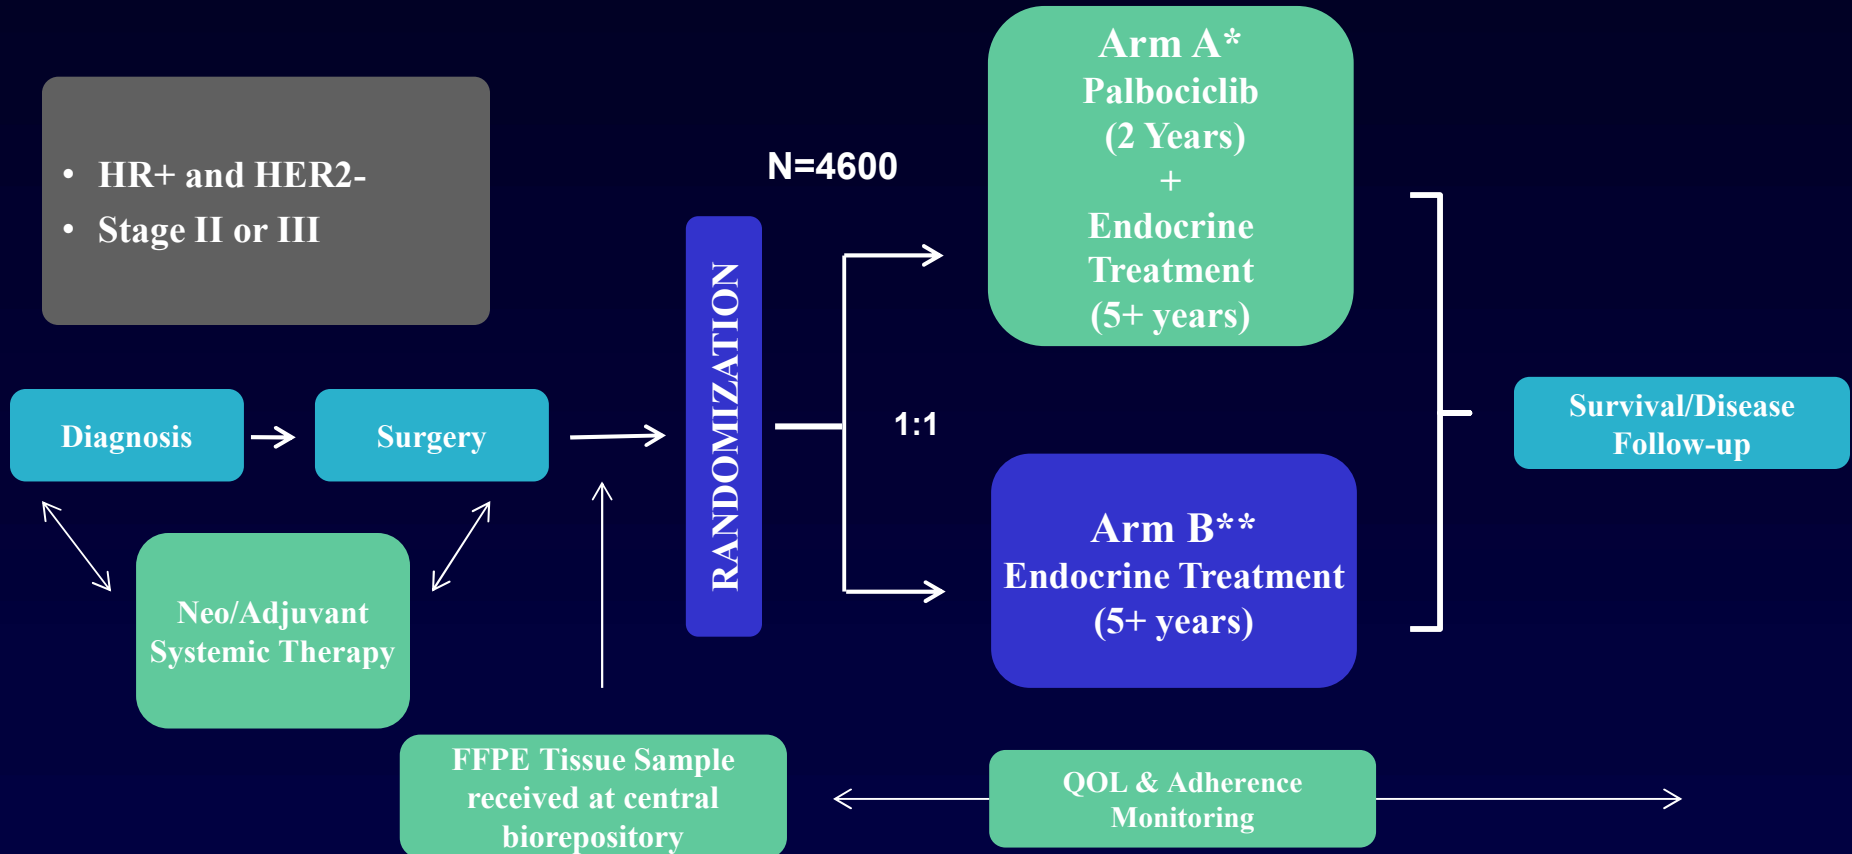 • HR+ and HER2-
• Stage II or III
Diagnosis
Surgery
Neo/Adjuvant
Systemic Therapy
FFPE Tissue Sample
received at central
biorepository
RANDOMIZATION
N=4600
1:1
Arm A*
Palbociclib
(2 Years)
+
Endocrine
Treatment
(5+ years)
Arm B**
Endocrine Treatment
(5+ years)
QOL & Adherence
Monitoring
Survival/Disease
Follow-up